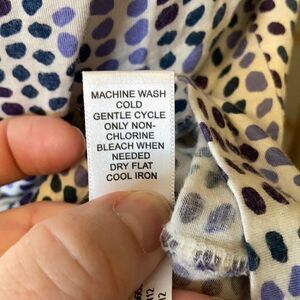 MACHINE WASH
COLD
GENTLE CYCLE
ONLY NON-
CHLORINE
BLEACH WHEN
NEEDED
DRY FLAT
COOL IRON